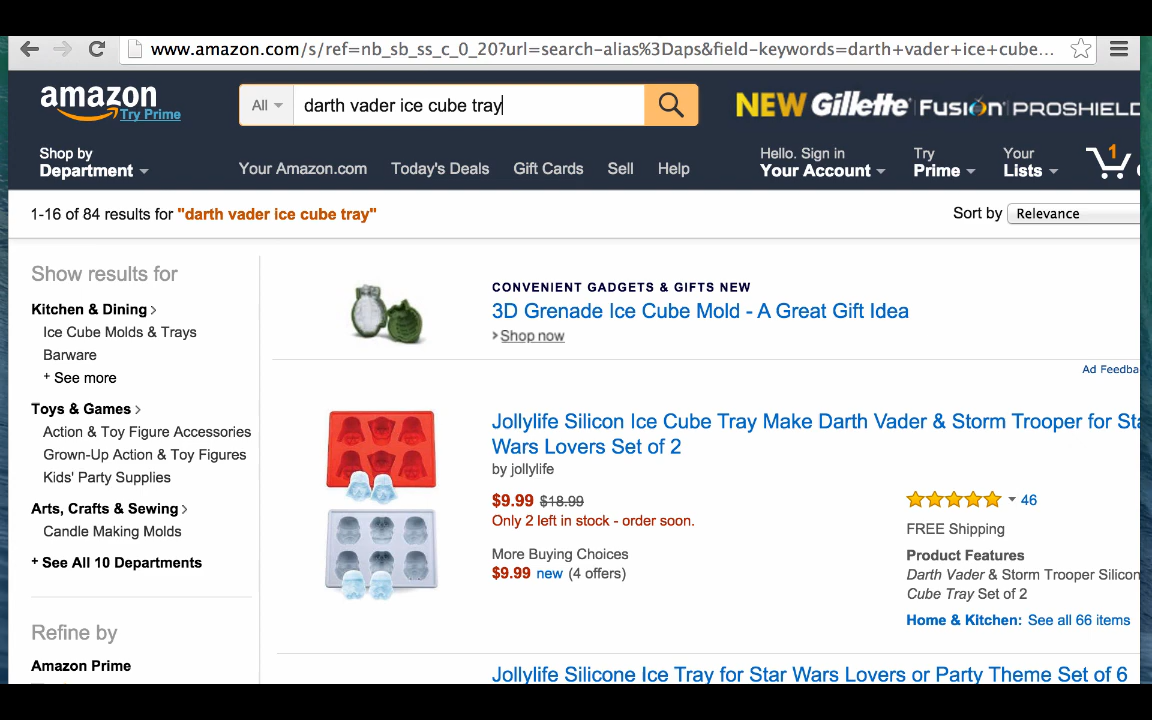 www.amazon.com/s/ref=nb_sb_ss_c_0_20?url=search-alias%3Daps&field-keywords=darth+vader+ice+cube...
amazon
Try Prime
All
darth vader ice cube tray
NEW Gillette FUSION PROSHIELD
Shop by
Department
Your Amazon.com
Today's Deals
Gift Cards
Sell
Help
Hello. Sign in
Your Account
Try
Prime
Your
Lists
1
1-16 of 84 results for "darth vader ice cube tray"
Sort by
Relevance
Show results for
Kitchen & Dining >
Ice Cube Molds & Trays
Barware
+ See more
Toys & Games >
Action & Toy Figure Accessories
Grown-Up Action & Toy Figures
Kids' Party Supplies
Arts, Crafts & Sewing >
Candle Making Molds
+ See All 10 Departments
Refine by
Amazon Prime
CONVENIENT GADGETS & GIFTS NEW
3D Grenade Ice Cube Mold - A Great Gift Idea
> Shop now
Ad Feedba
Jollylife Silicon Ice Cube Tray Make Darth Vader & Storm Trooper for Sta
Wars Lovers Set of 2
by jollylife
$9.99 $18.99
Only 2 left in stock - order soon.
More Buying Choices
$9.99 new (4 offers)
46
FREE Shipping
Product Features
Darth Vader & Storm Trooper Silicon
Cube Tray Set of 2
Home & Kitchen: See all 66 items
Jollylife Silicone Ice Tray for Star Wars Lovers or Party Theme Set of 6